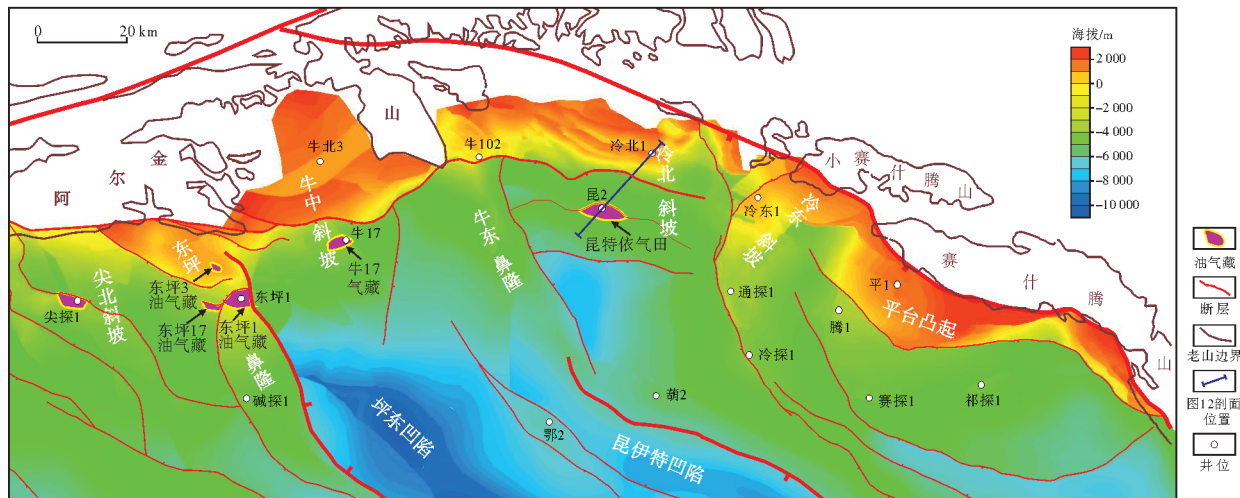 0 20 km
海拔/m
2 000
0
-2 000
-4 000
-6 000
-8 000
-10 000
阿
尔
金
山
小
赛
什
腾
山
赛
什
腾
山
牛北3
牛102
冷北1
牛中斜坡
冷北斜坡
昆2
昆特依气田
冷东1
冷东斜坡
牛17
牛17
气藏
牛东鼻隆
东坪
鼻隆
东坪3
油气藏
东坪1
尖北斜坡
尖探1
东坪17
油气藏
东坪1
油气藏
通探1
平1
平台凸起
腾1
冷探1
碱探1
葫2
赛探1
祁探1
坪东凹陷
鄂2
昆伊特凹陷
油气藏
断层
老山边界
图12剖面
位置
井位